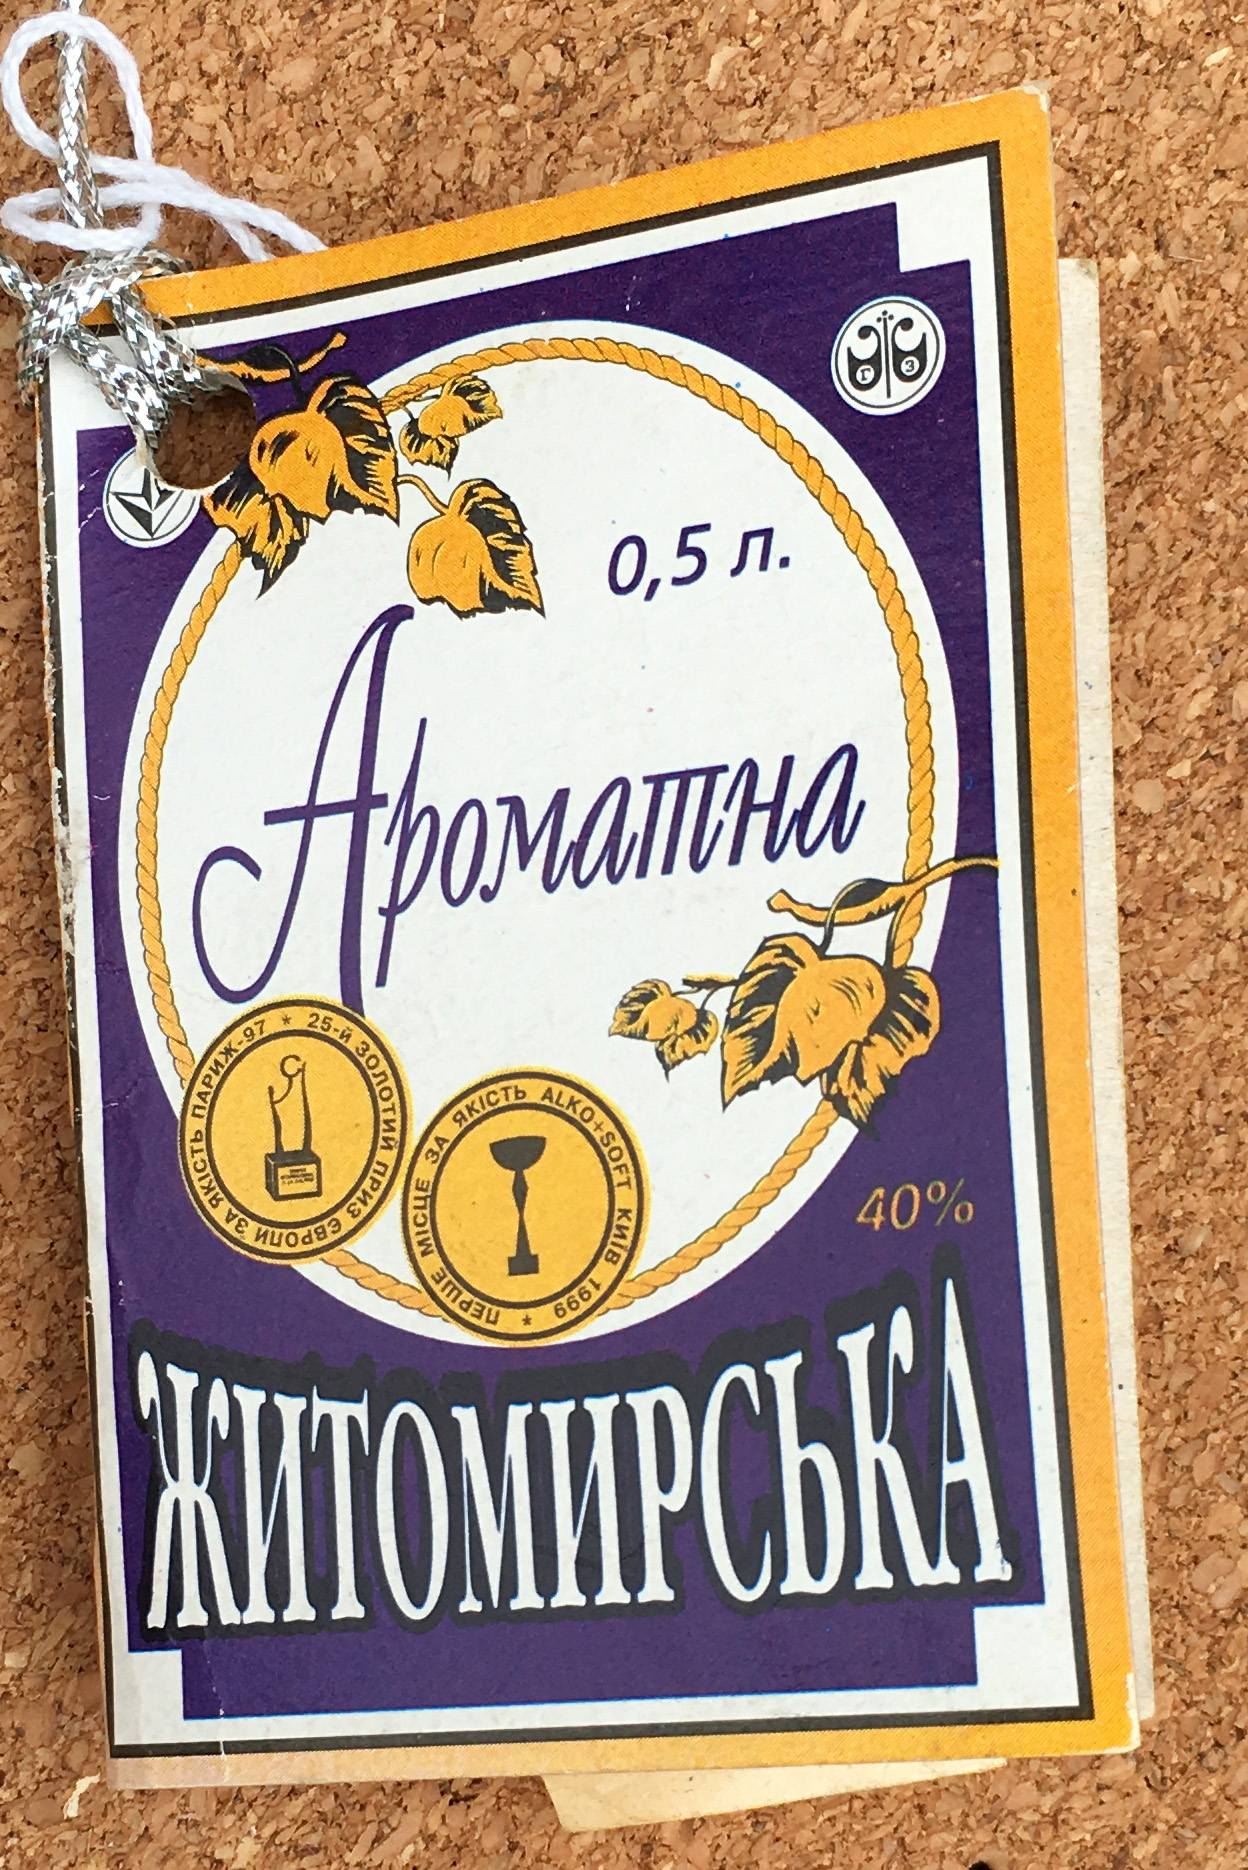 Г З
0,5 л.
Ароматна
25-й ЗОЛОТИЙ ПРИЗ ЄВРОПИ ЗА ЯКІСТЬ ПАРИЖ-97 *
ПЕРШЕ МІСЦЕ ЗА ЯКІСТЬ ALKO+SOFT КИЇВ 1999 *
40%
ЖИТОМИРСЬКА